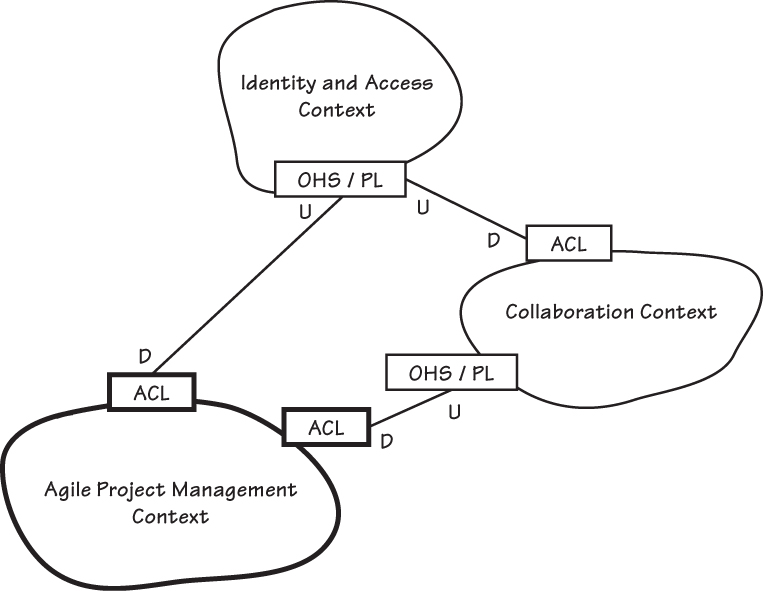 Identity and Access
Context
OHS / PL
U
U
D
ACL
Collaboration Context
D
OHS / PL
ACL
U
ACL
D
Agile Project Management
Context